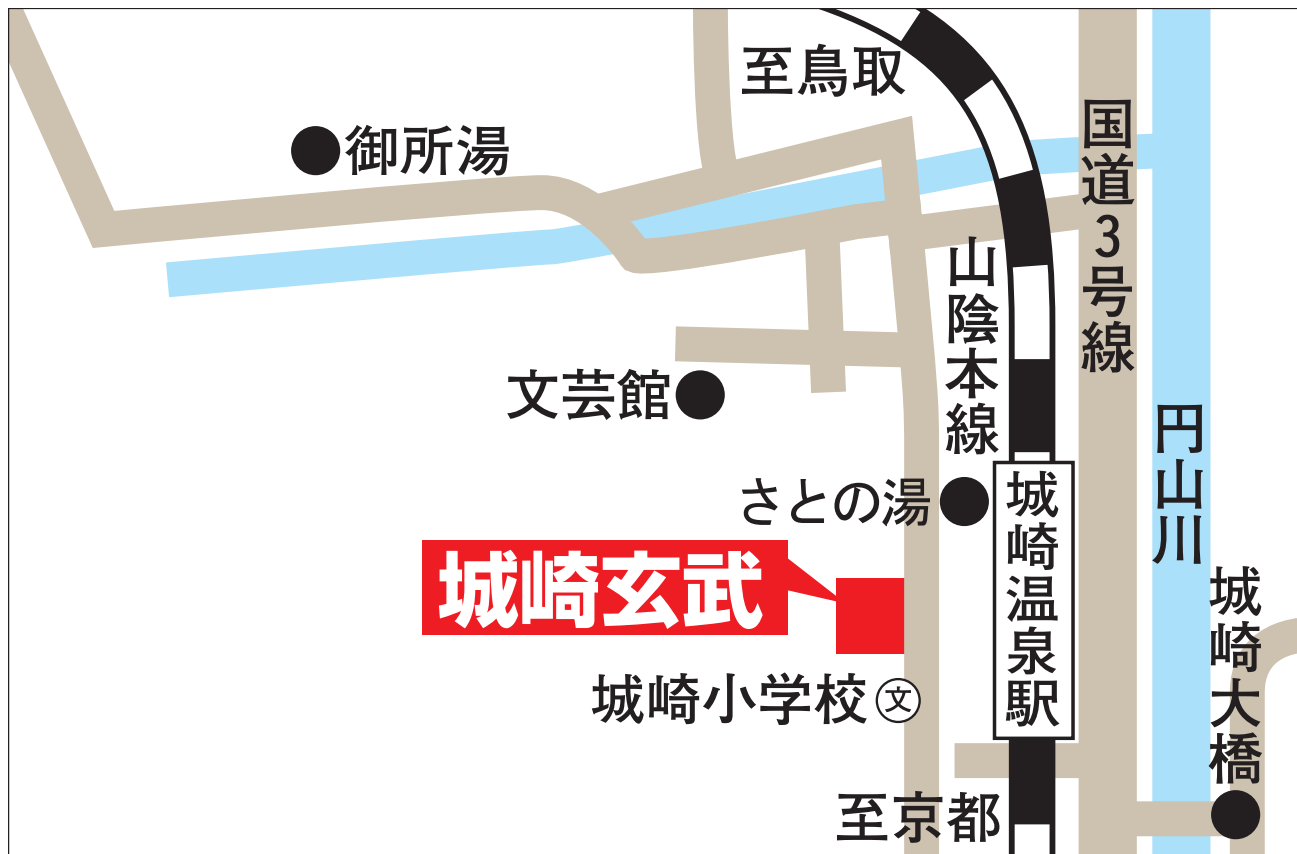 至鳥取
御所湯
国道3号線
山陰本線
文芸館
円山川
さとの湯
城崎温泉駅
城崎玄武
城崎大橋
城崎小学校
文
至京都